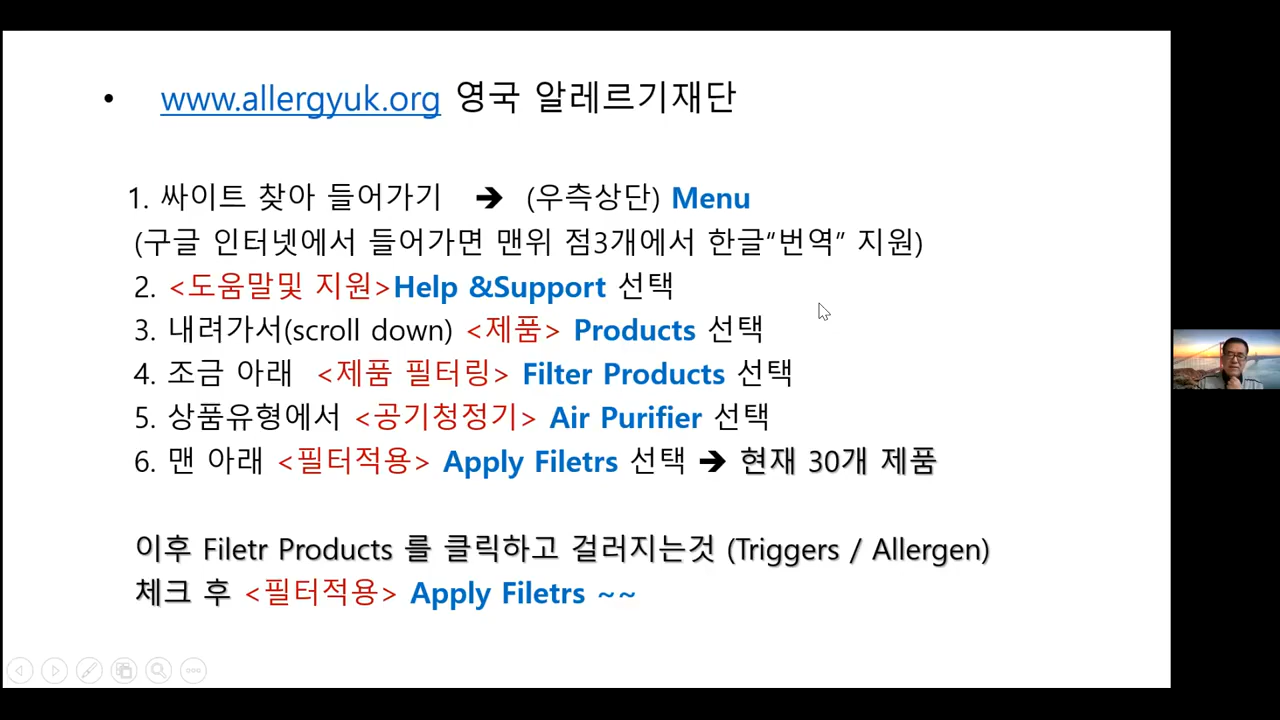 • www.allergyuk.org 영국 알레르기재단
1. 싸이트 찾아 들어가기 ➔ (우측상단) Menu
(구글 인터넷에서 들어가면 맨위 점3개에서 한글“번역” 지원)
2. <도움말및 지원>Help &Support 선택
3. 내려가서(scroll down) <제품> Products 선택
4. 조금 아래 <제품 필터링> Filter Products 선택
5. 상품유형에서 <공기청정기> Air Purifier 선택
6. 맨 아래 <필터적용> Apply Filetrs 선택 ➔ 현재 30개 제품
이후 Filetr Products 를 클릭하고 걸러지는것 (Triggers / Allergen)
체크 후 <필터적용> Apply Filetrs ~~